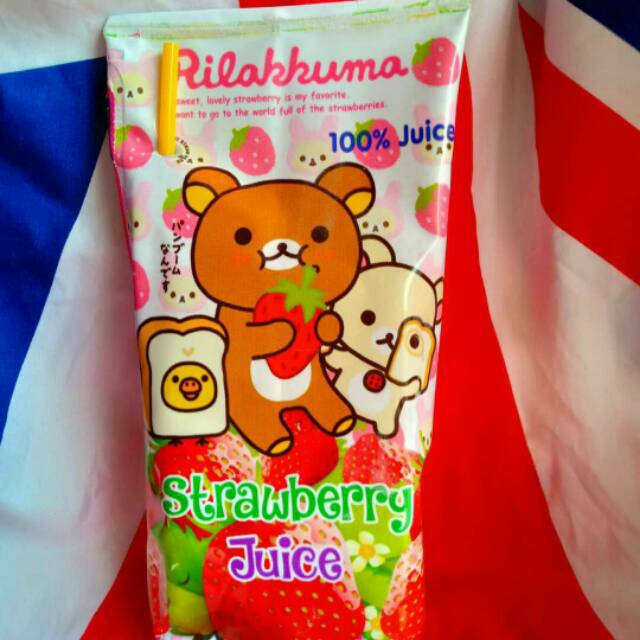 Rilakkuma
sweet, lovely strawberry is my favorite.
want to go to the world full of the strawberries.
100% Juice
パンブーム
なんです
Strawberry
Juice